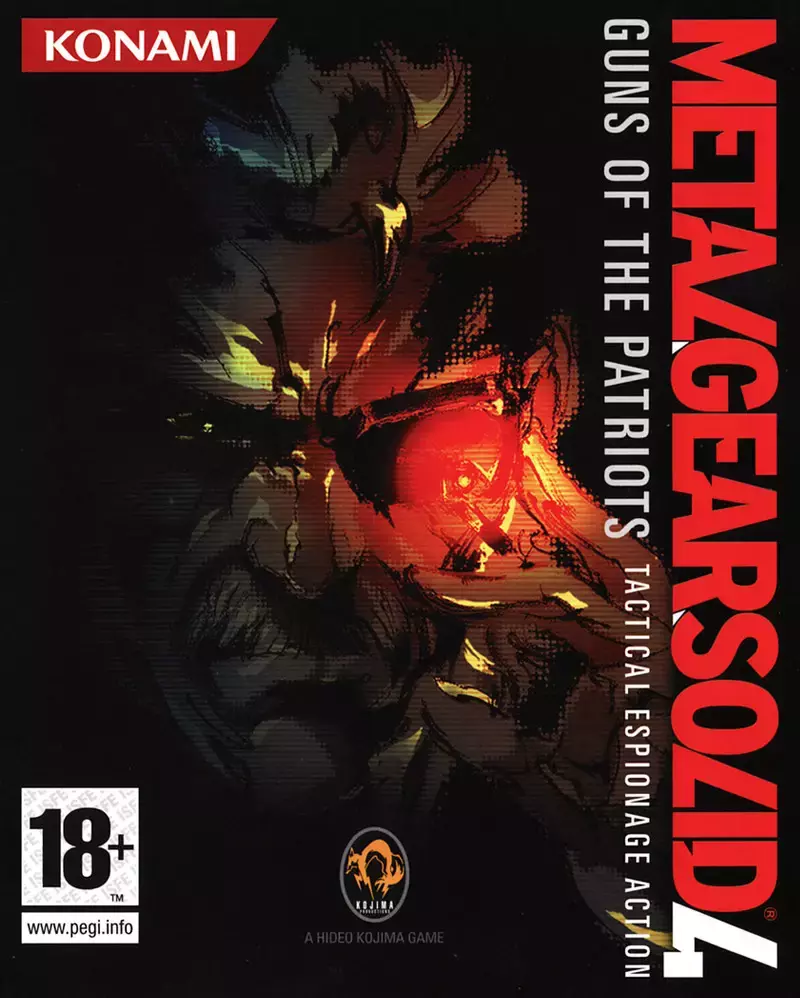 KONAMI
METAL GEAR SOLID 4
®
GUNS OF THE PATRIOTS
TACTICAL ESPIONAGE ACTION
18+
TM
www.pegi.info
KOJIMA
PRODUCTIONS
A HIDEO KOJIMA GAME